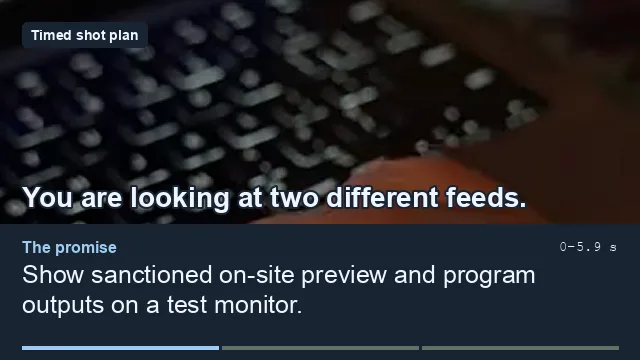 Timed shot plan
You are looking at two different feeds.
The promise
0–5.9 s
Show sanctioned on-site preview and program
outputs on a test monitor.